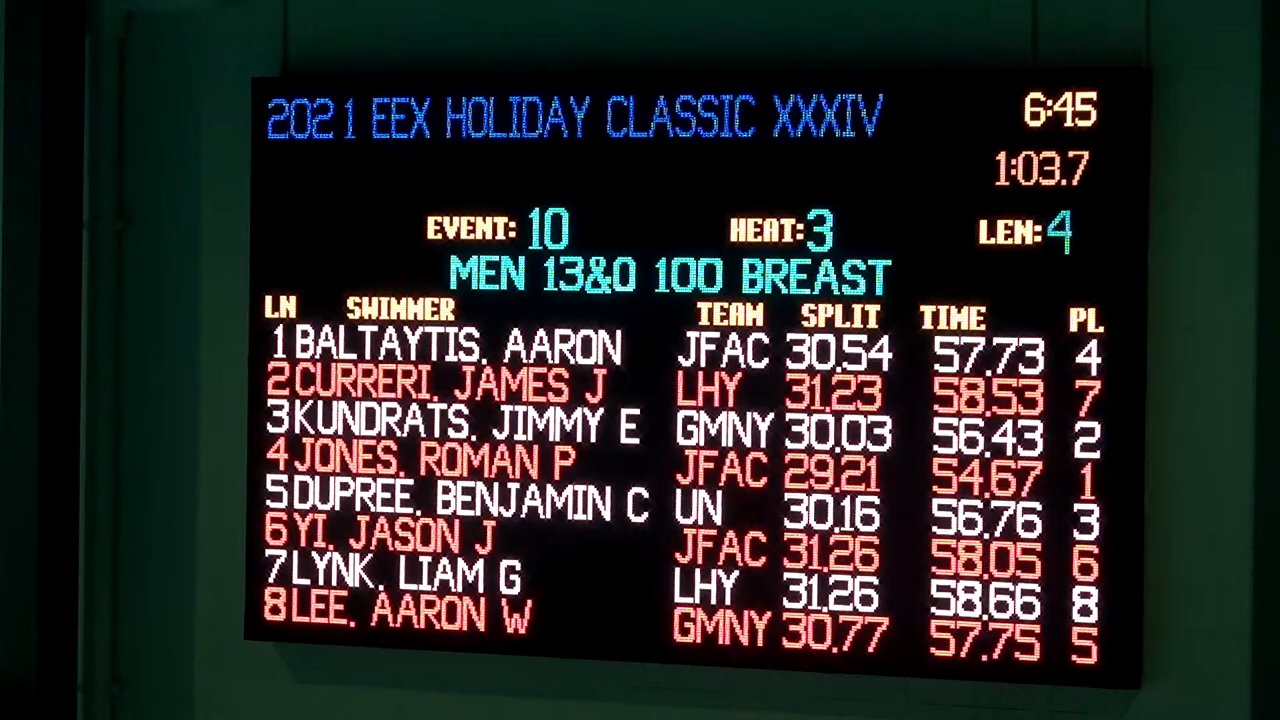 2021 EEX HOLIDAY CLASSIC XXXIV 6:45
1:03.7
EVENT: 10 HEAT: 3 LEN: 4
MEN 13&O 100 BREAST
LN SWIMMER TEAM SPLIT TIME PL
1 BALTAYTIS, AARON JFAC 30.54 57.73 4
2 CURRERI, JAMES J LHY 31.23 58.53 7
3 KUNDRATS, JIMMY E GMNY 30.03 56.43 2
4 JONES, ROMAN P JFAC 29.21 54.67 1
5 DUPREE, BENJAMIN C UN 30.16 56.76 3
6 YI, JASON J JFAC 31.26 58.05 6
7 LYNK, LIAM G LHY 31.26 58.66 8
8 LEE, AARON W GMNY 30.77 57.75 5